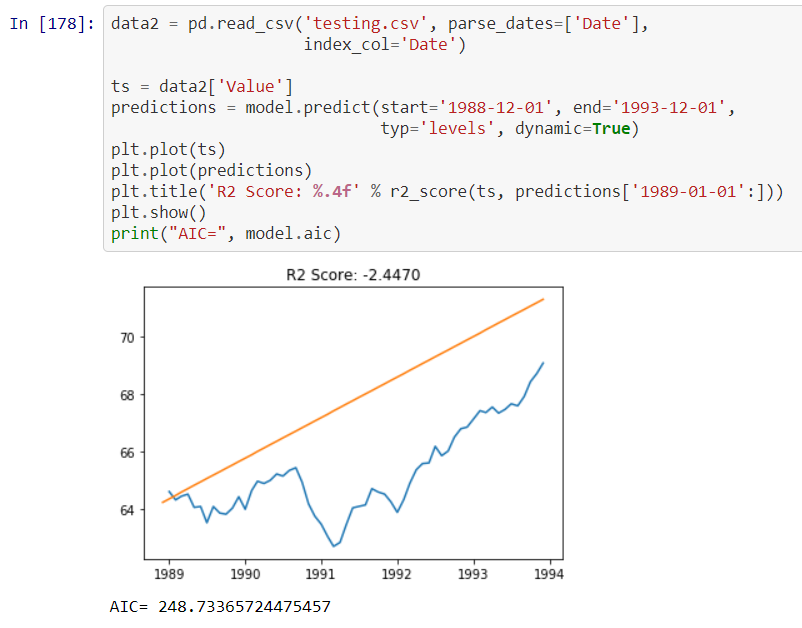 In [178]: data2 = pd.read_csv('testing.csv', parse_dates=['Date'],
index_col='Date')
ts = data2['Value']
predictions = model.predict(start='1988-12-01', end='1993-12-01',
typ='levels', dynamic=True)
plt.plot(ts)
plt.plot(predictions)
plt.title('R2 Score: %.4f' % r2_score(ts, predictions['1989-01-01':]))
plt.show()
print("AIC=", model.aic)
R2 Score: -2.4470
70
68
66
64
1989 1990 1991 1992 1993 1994
AIC= 248.73365724475457